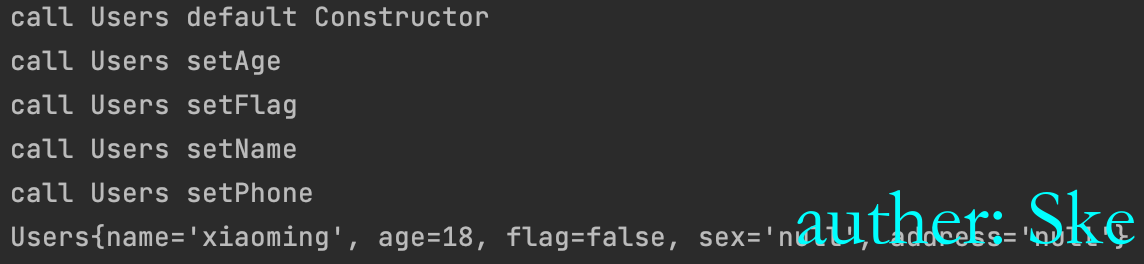 call Users default Constructor
call Users setAge
call Users setFlag
call Users setName
call Users setPhone
Users{name='xiaoming', age=18, flag=false, sex='null', address='null'}
auther: Ske